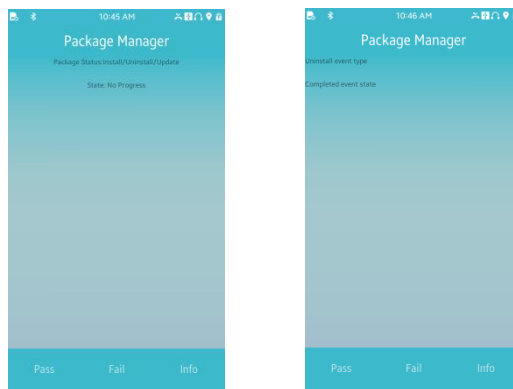 10:45 AM
Package Manager
Package Status:Install/Uninstall/Update
State: No Progress
Pass Fail Info
10:46 AM
Package Manager
Uninstall event type
Completed event state
Pass Fail Info